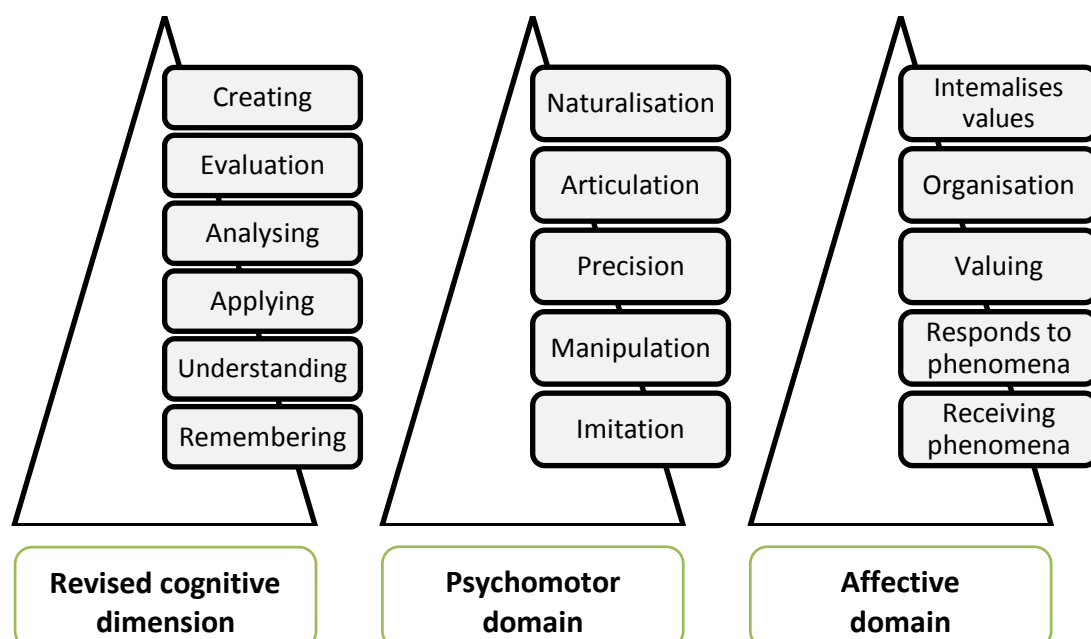 Creating
Evaluation
Analysing
Applying
Understanding
Remembering
Revised cognitive
dimension
Naturalisation
Articulation
Precision
Manipulation
Imitation
Psychomotor
domain
Intemalises
values
Organisation
Valuing
Responds to
phenomena
Receiving
phenomena
Affective
domain